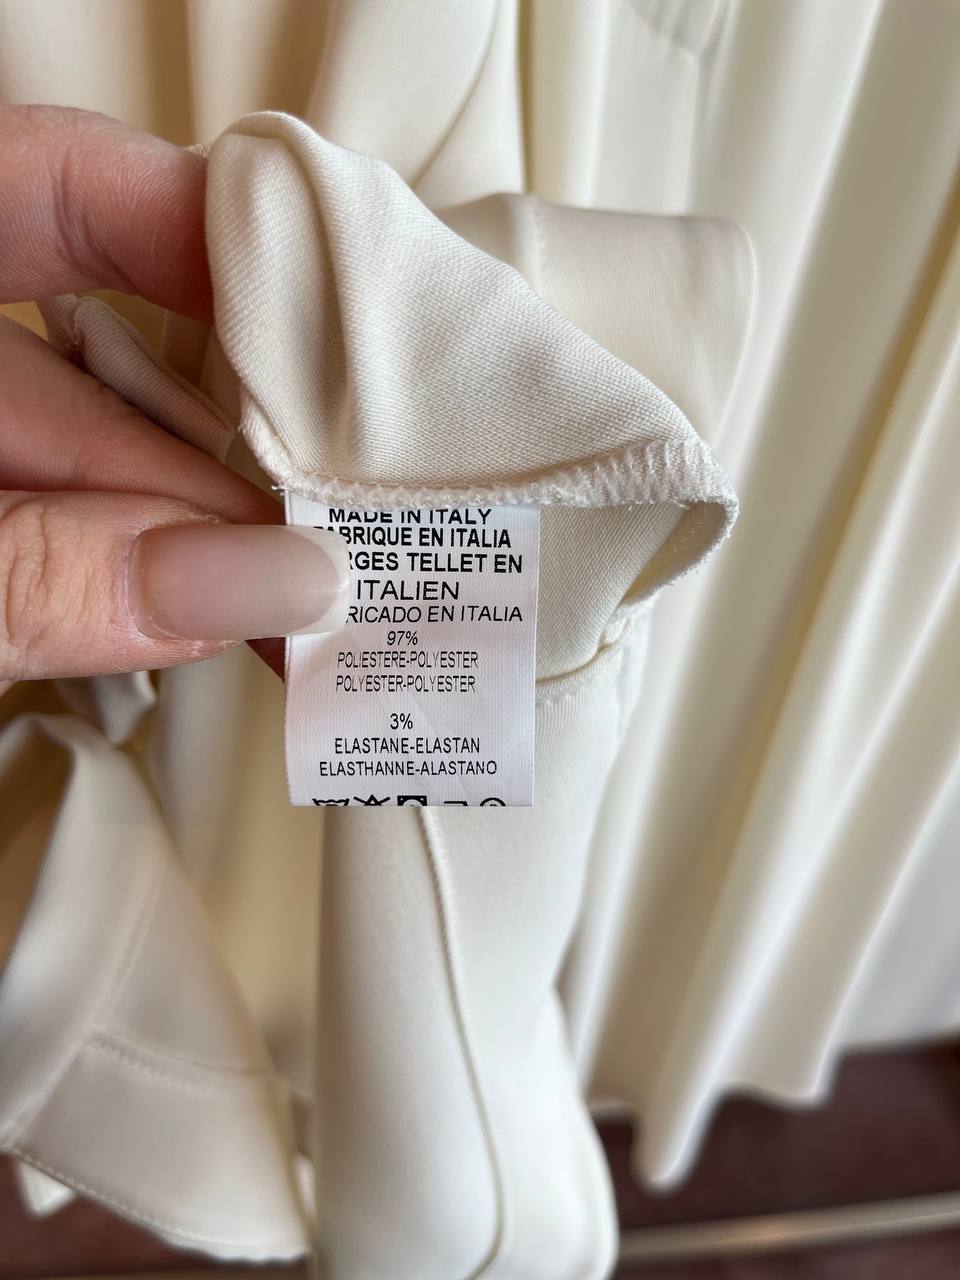 MADE IN ITALY
FABRIQUE EN ITALIA
RGES TELLET EN
ITALIEN
RICADO EN ITALIA
97%
POLIESTERE-POLYESTER
POLYESTER-POLYESTER
3%
ELASTANE-ELASTAN
ELASTHANNE-ALASTANO